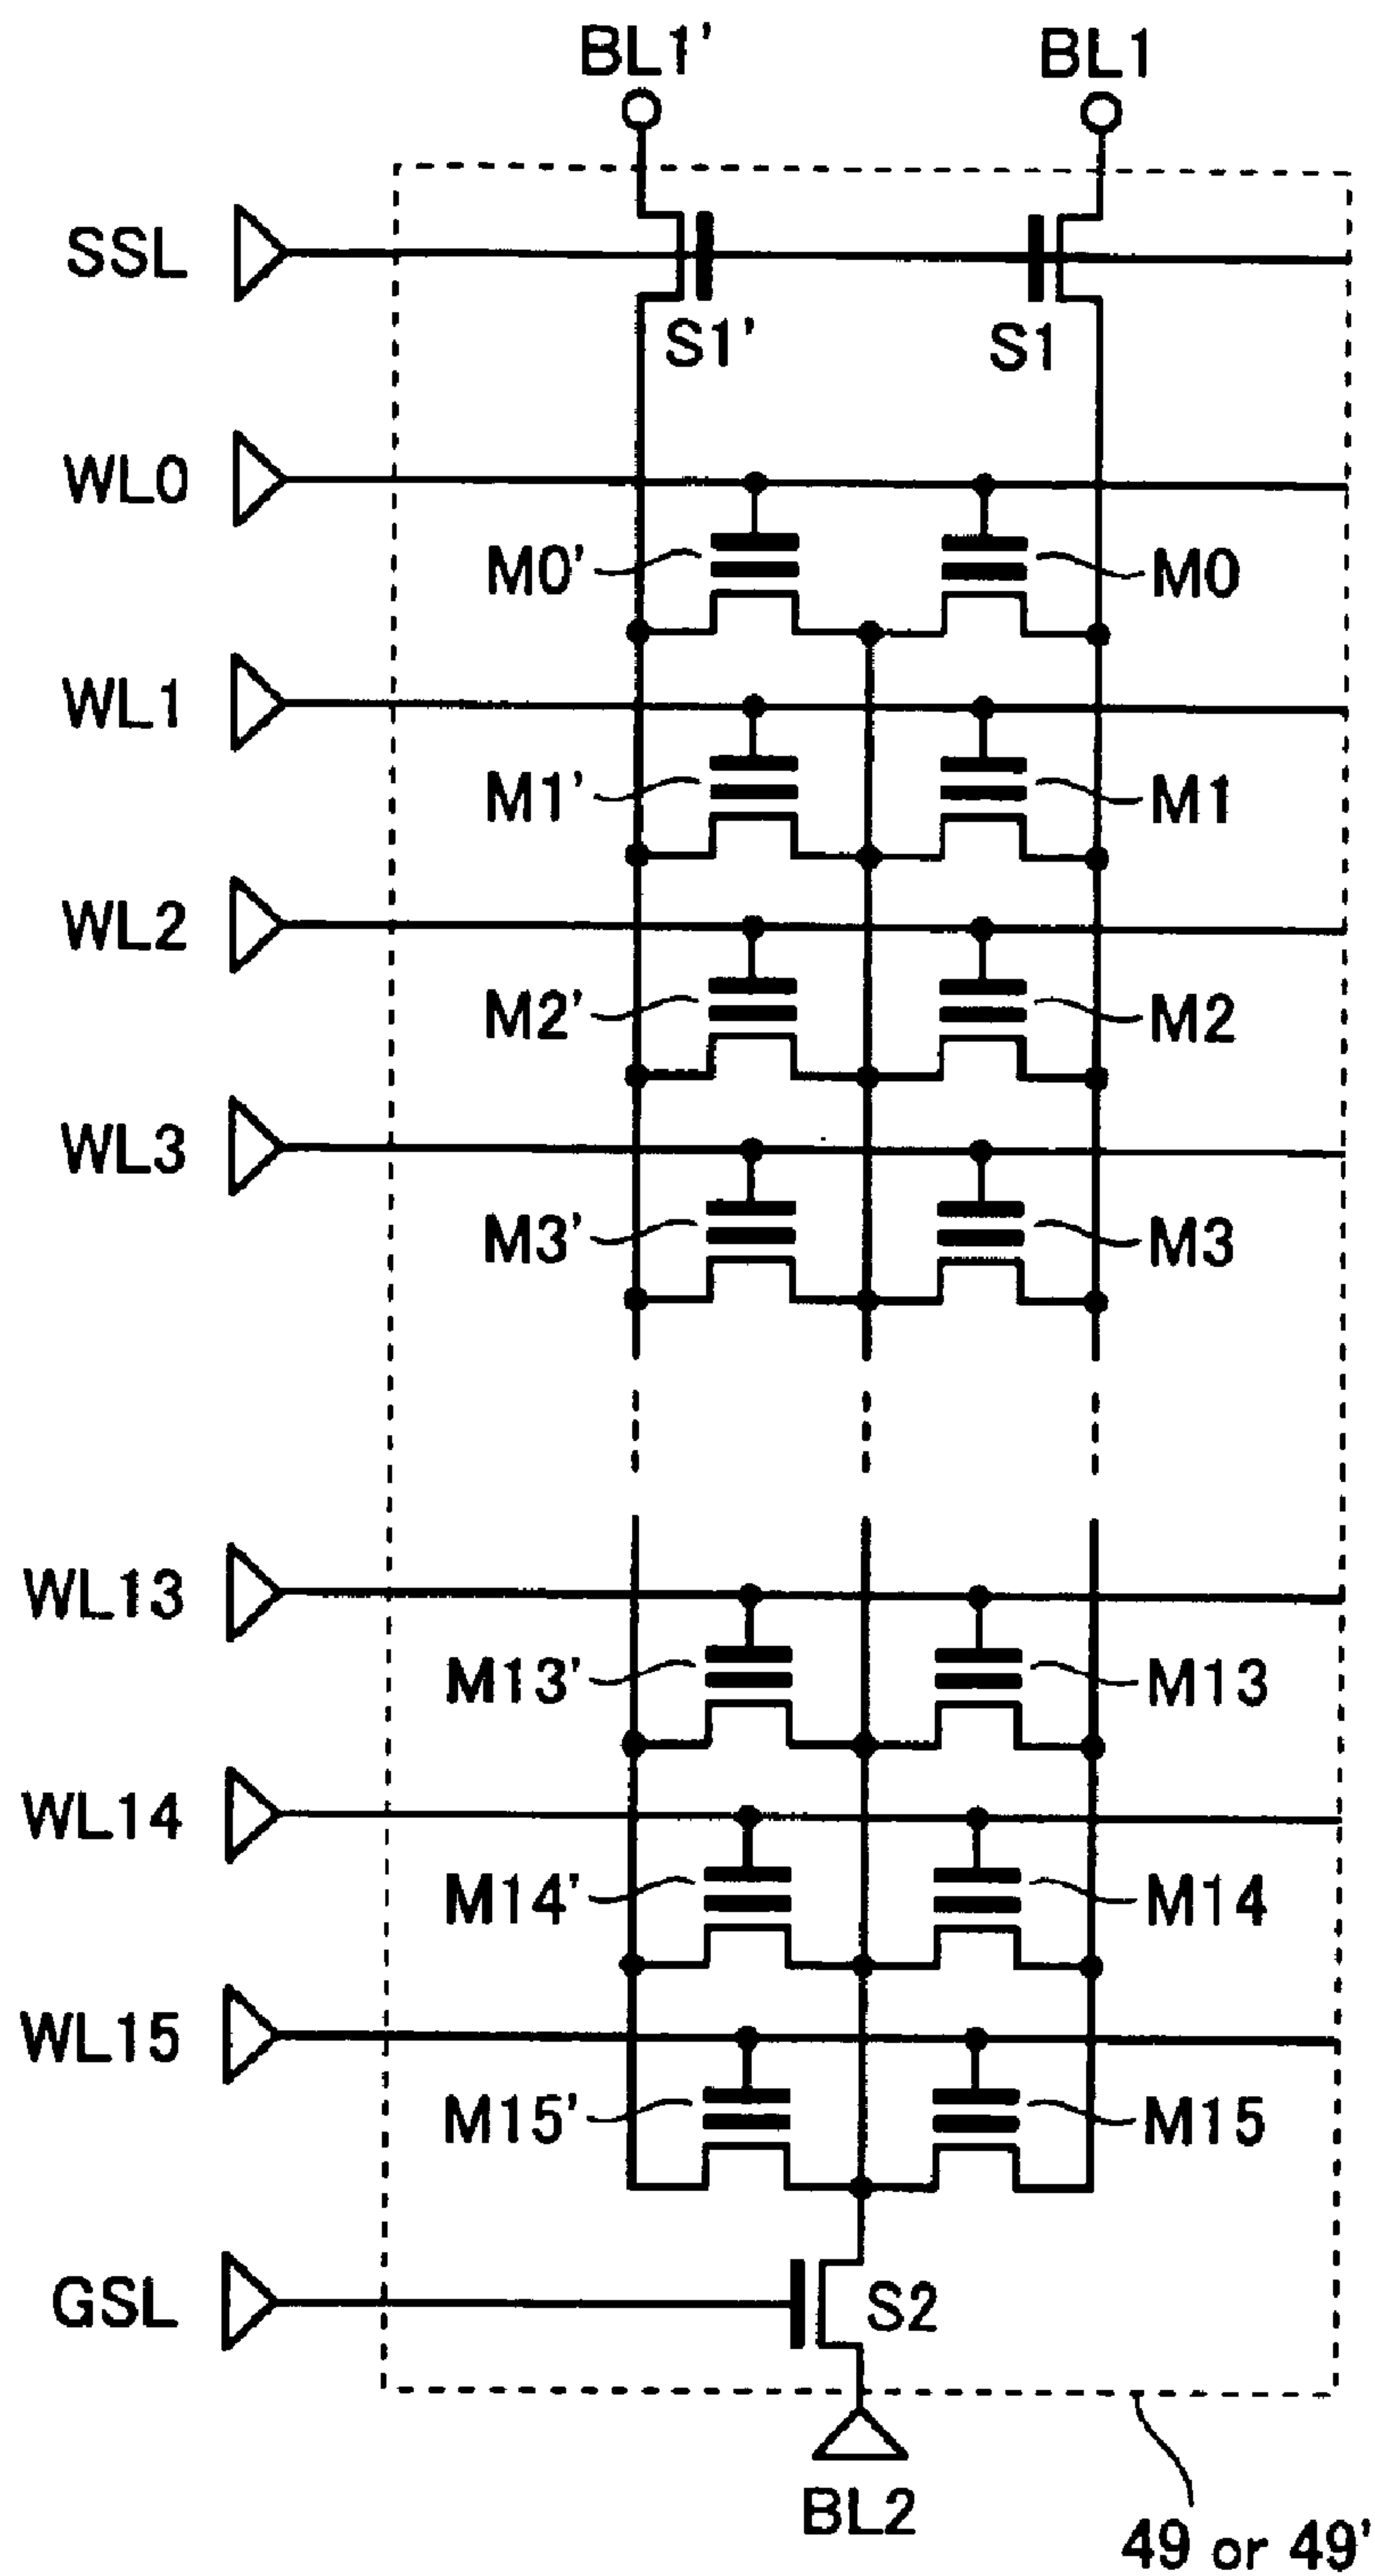 BL1' BL1
SSL
S1' S1
WL0
M0' M0
WL1
M1' M1
WL2
M2' M2
WL3
M3' M3
WL13
M13' M13
WL14
M14' M14
WL15
M15' M15
GSL
S2
BL2
49 or 49'